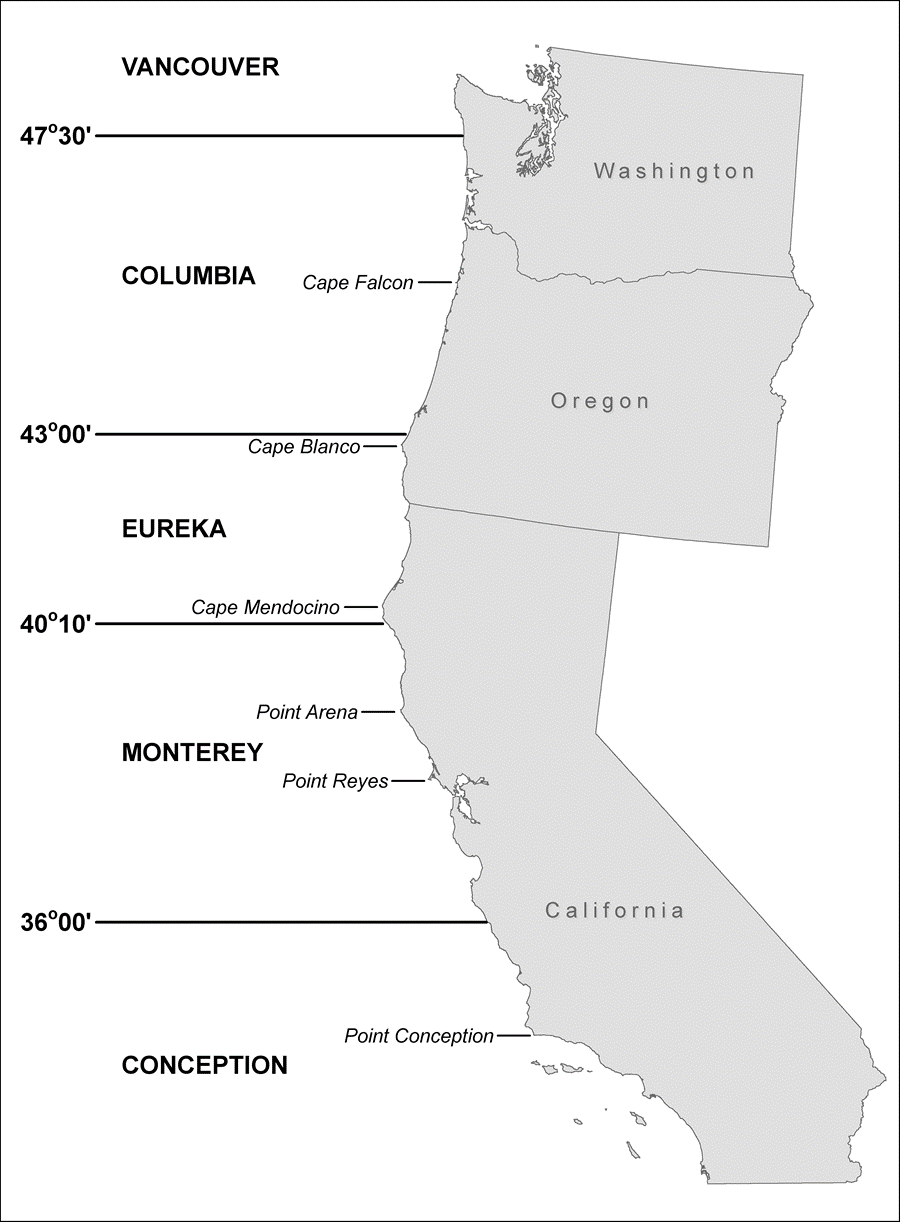 VANCOUVER
47°30'
Washington
COLUMBIA
Cape Falcon
Oregon
43°00'
Cape Blanco
EUREKA
Cape Mendocino
40°10'
Point Arena
MONTEREY
Point Reyes
California
36°00'
Point Conception
CONCEPTION